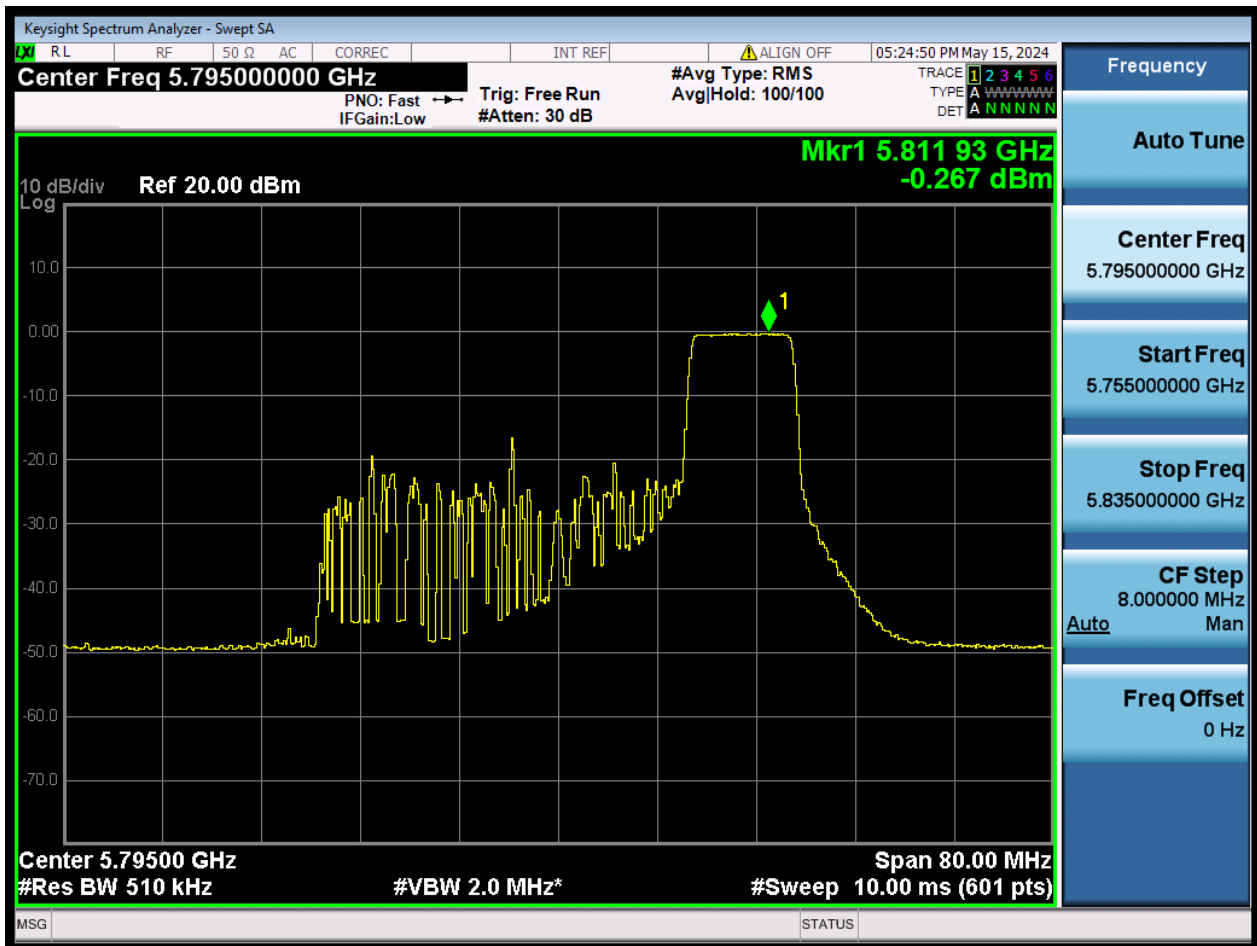 Keysight Spectrum Analyzer - Swept SA
LXI RL RF 50 Ω AC CORREC INT REF ALIGN OFF 05:24:50 PM May 15, 2024
Center Freq 5.795000000 GHz
PNO: Fast
IFGain:Low
Trig: Free Run
#Atten: 30 dB
#Avg Type: RMS
Avg|Hold: 100/100
TRACE 1 2 3 4 5 6
TYPE A WWWWW
DET A N N N N N
Mkr1 5.811 93 GHz
-0.267 dBm
10 dB/div Ref 20.00 dBm
Log
10.0
0.00
-10.0
-20.0
-30.0
-40.0
-50.0
-60.0
-70.0
1
Center 5.79500 GHz
Span 80.00 MHz
#Res BW 510 kHz
#VBW 2.0 MHz*
#Sweep 10.00 ms (601 pts)
MSG
STATUS
Frequency
Auto Tune
Center Freq
5.795000000 GHz
Start Freq
5.755000000 GHz
Stop Freq
5.835000000 GHz
CF Step
8.000000 MHz
Auto Man
Freq Offset
0 Hz